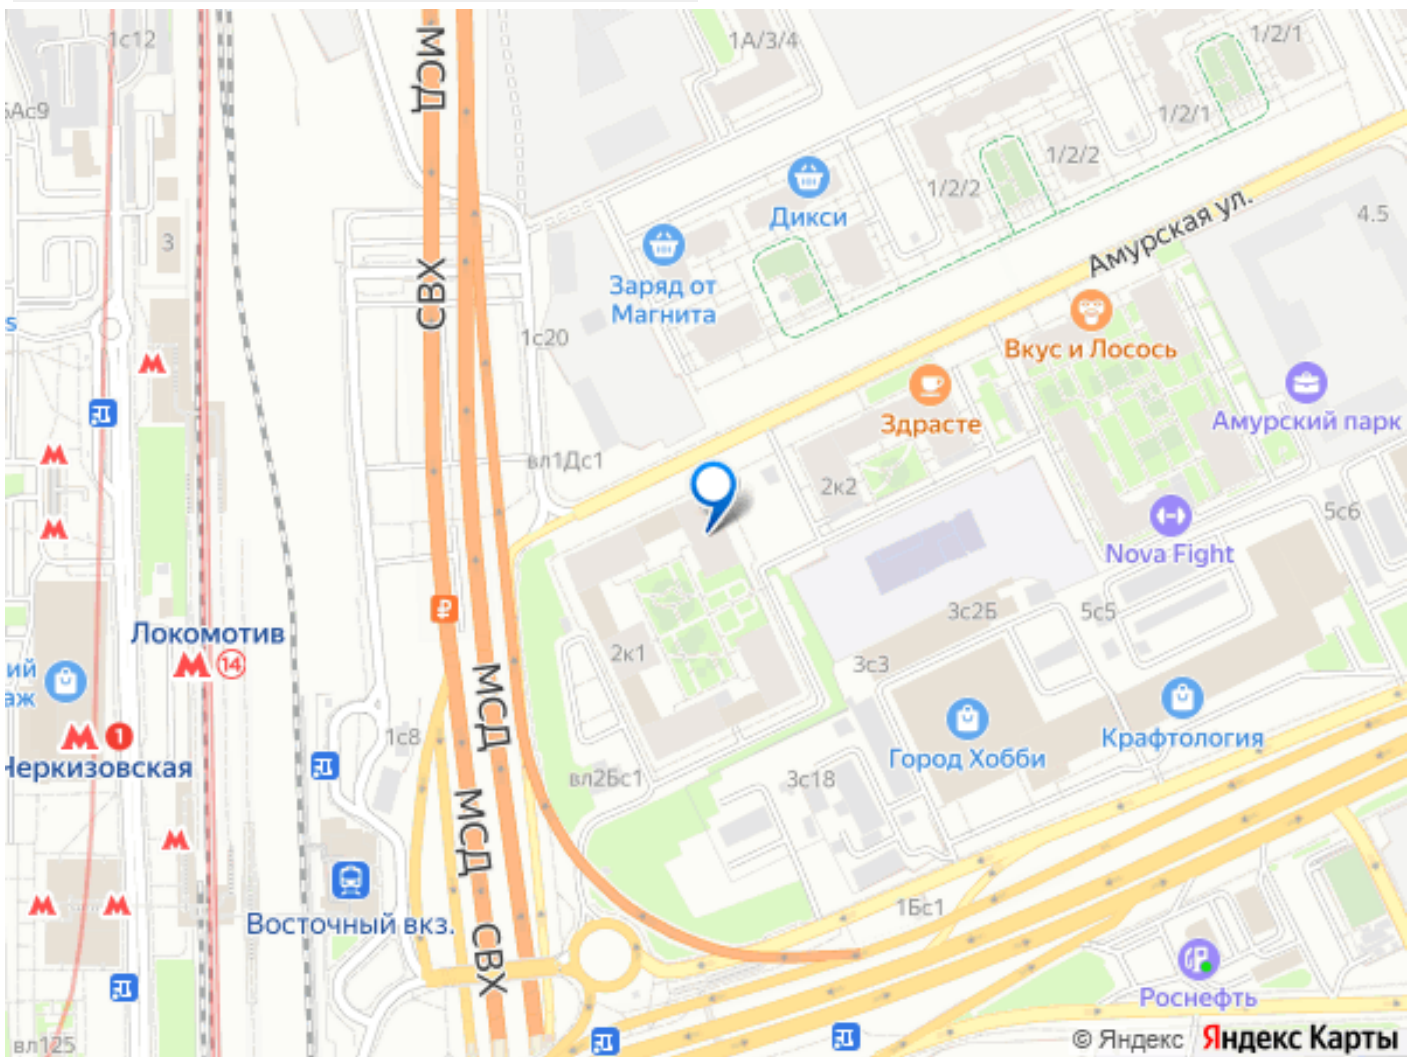 1с12
МСД
1А/3/4
1/2/1
5Ас9
1/2/1
1/2/2
1/2/2
Дикси
Амурская ул.
4.5
3
СВХ
Заряд от
Магнита
1с20
Вкус и Лосось
Здрасте
Амурский парк
вл1Дс1
2к2
5с6
Nova Fight
3с2Б
5с5
Локомотив
14
2к1
3с3
ий
аж
МСД
1
1с8
Черкизовская
Город Хобби
Крафтология
вл2Бс1
3с18
МСД
1Бс1
Восточный вкз.
СВХ
Роснефть
вл125
© Яндекс
Яндекс Карты